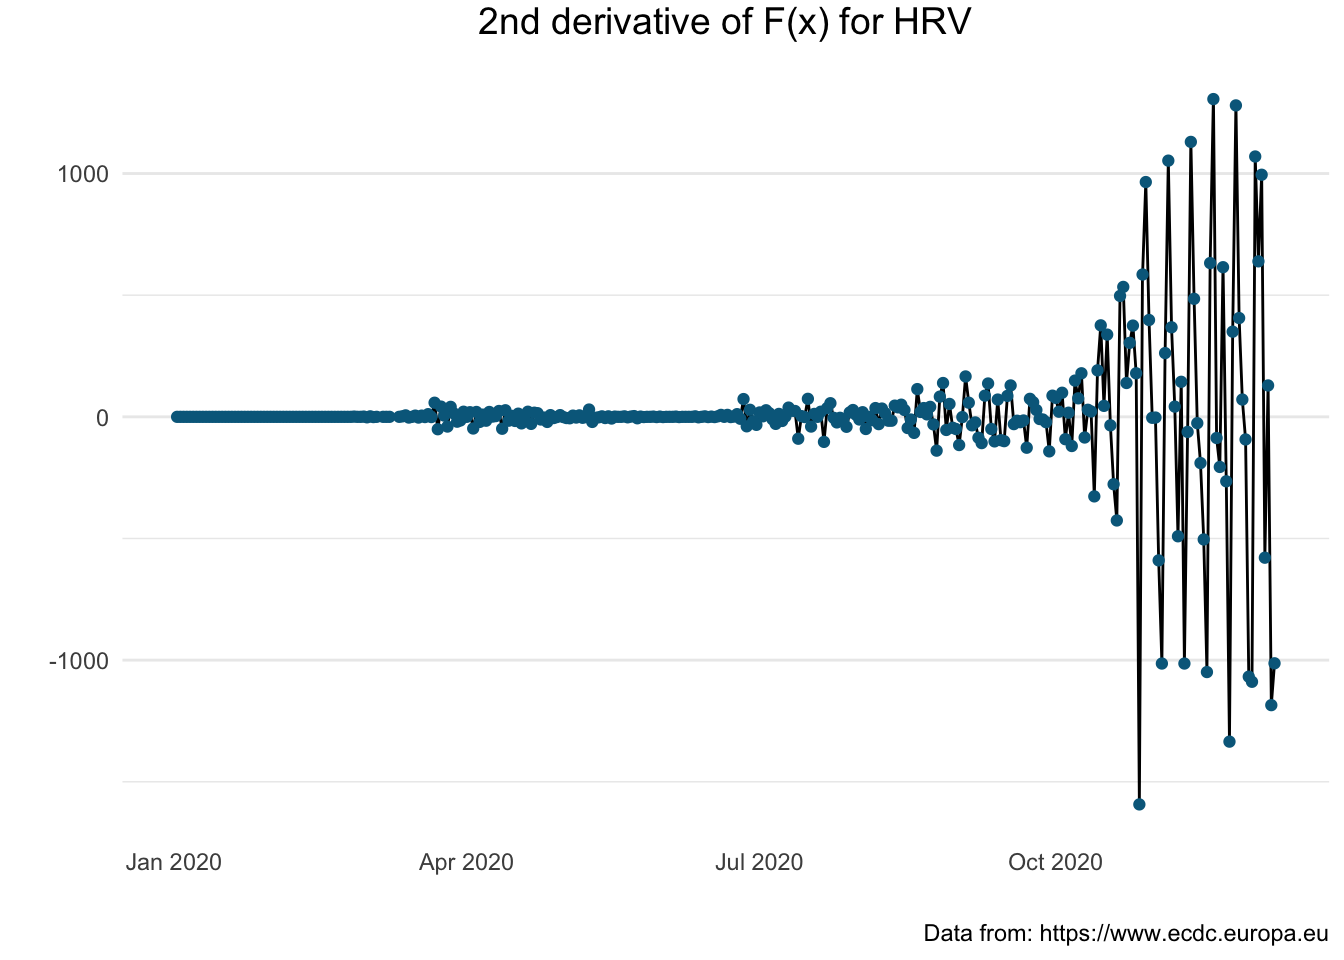 2nd derivative of F(x) for HRV
1000
0
-1000
Jan 2020
Apr 2020
Jul 2020
Oct 2020
Data from: https://www.ecdc.europa.eu